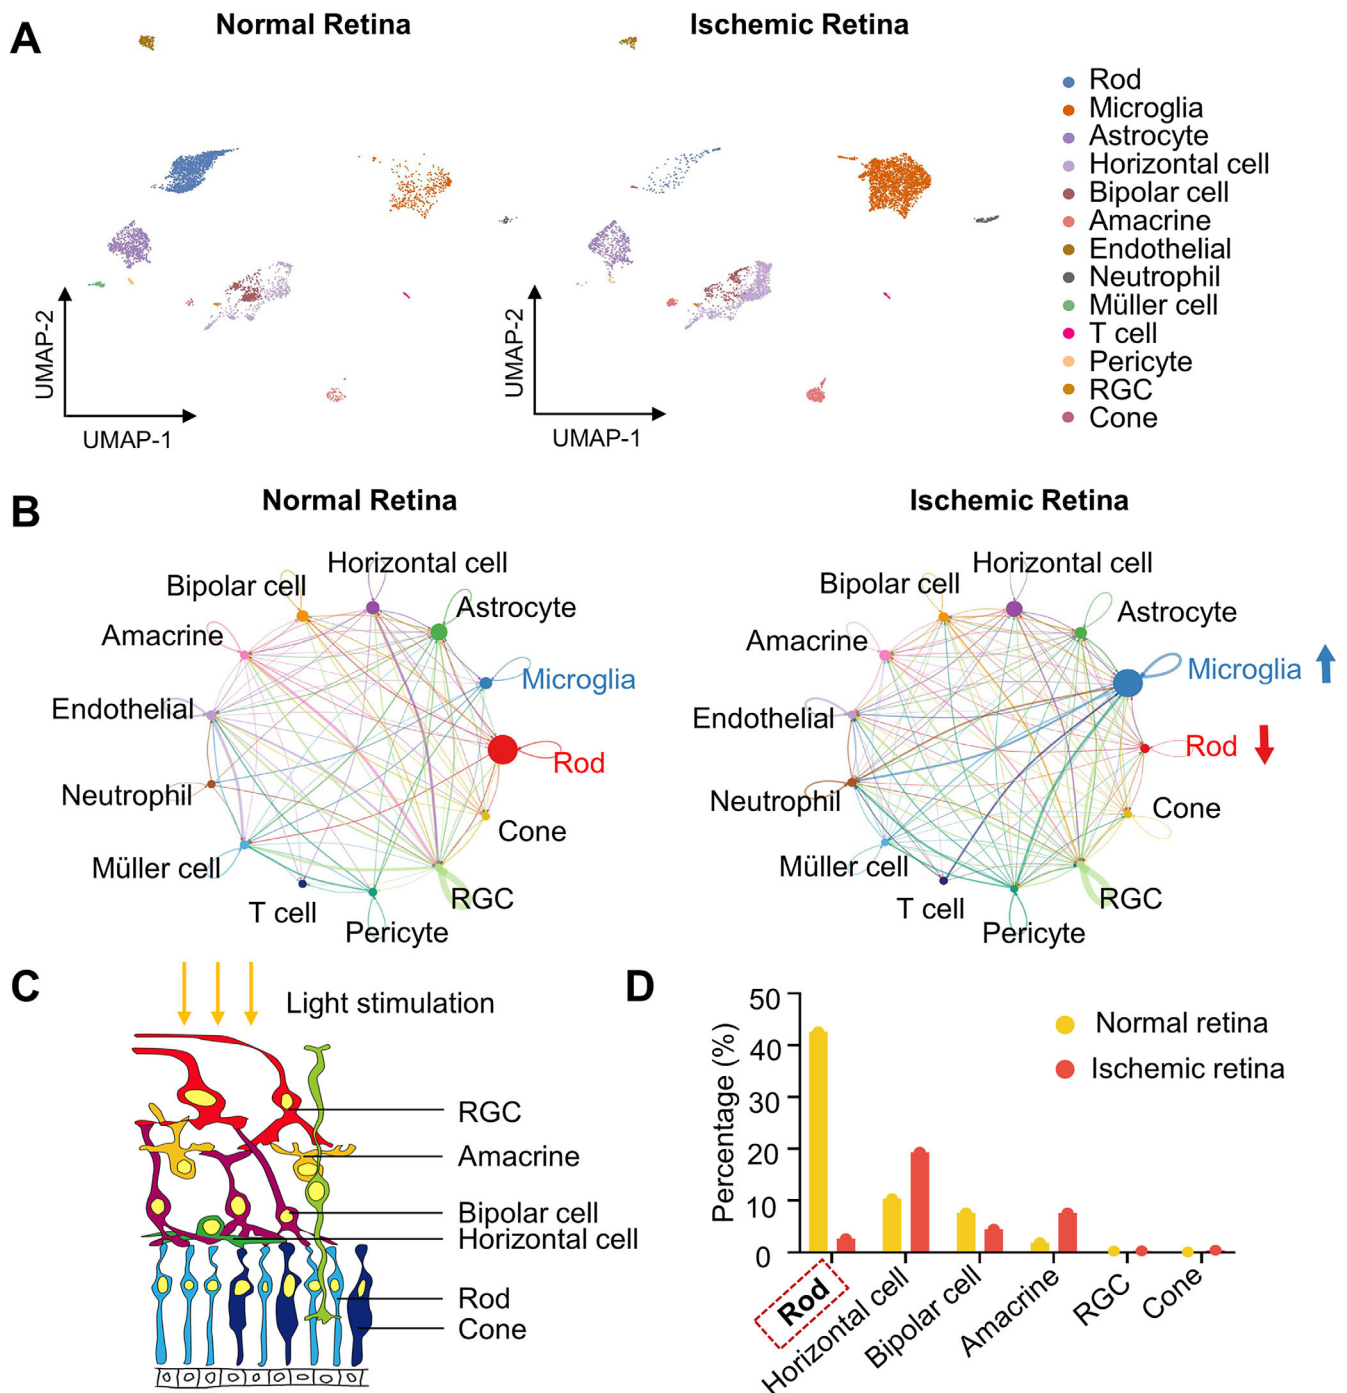 A
Normal Retina
Ischemic Retina
Rod
Microglia
Astrocyte
Horizontal cell
Bipolar cell
Amacrine
Endothelial
Neutrophil
Müller cell
T cell
Pericyte
RGC
Cone
UMAP-2
UMAP-1
UMAP-2
UMAP-1
B
Normal Retina
Horizontal cell
Bipolar cell
Astrocyte
Amacrine
Microglia
Endothelial
Rod
Neutrophil
Cone
Müller cell
RGC
T cell
Pericyte
Ischemic Retina
Horizontal cell
Bipolar cell
Astrocyte
Amacrine
Microglia
Endothelial
Rod
Neutrophil
Cone
Müller cell
RGC
T cell
Pericyte
C
Light stimulation
RGC
Amacrine
Bipolar cell
Horizontal cell
Rod
Cone
D
Percentage (%)
50
40
30
20
10
0
Normal retina
Ischemic retina
Rod
Horizontal cell
Bipolar cell
Amacrine
RGC
Cone